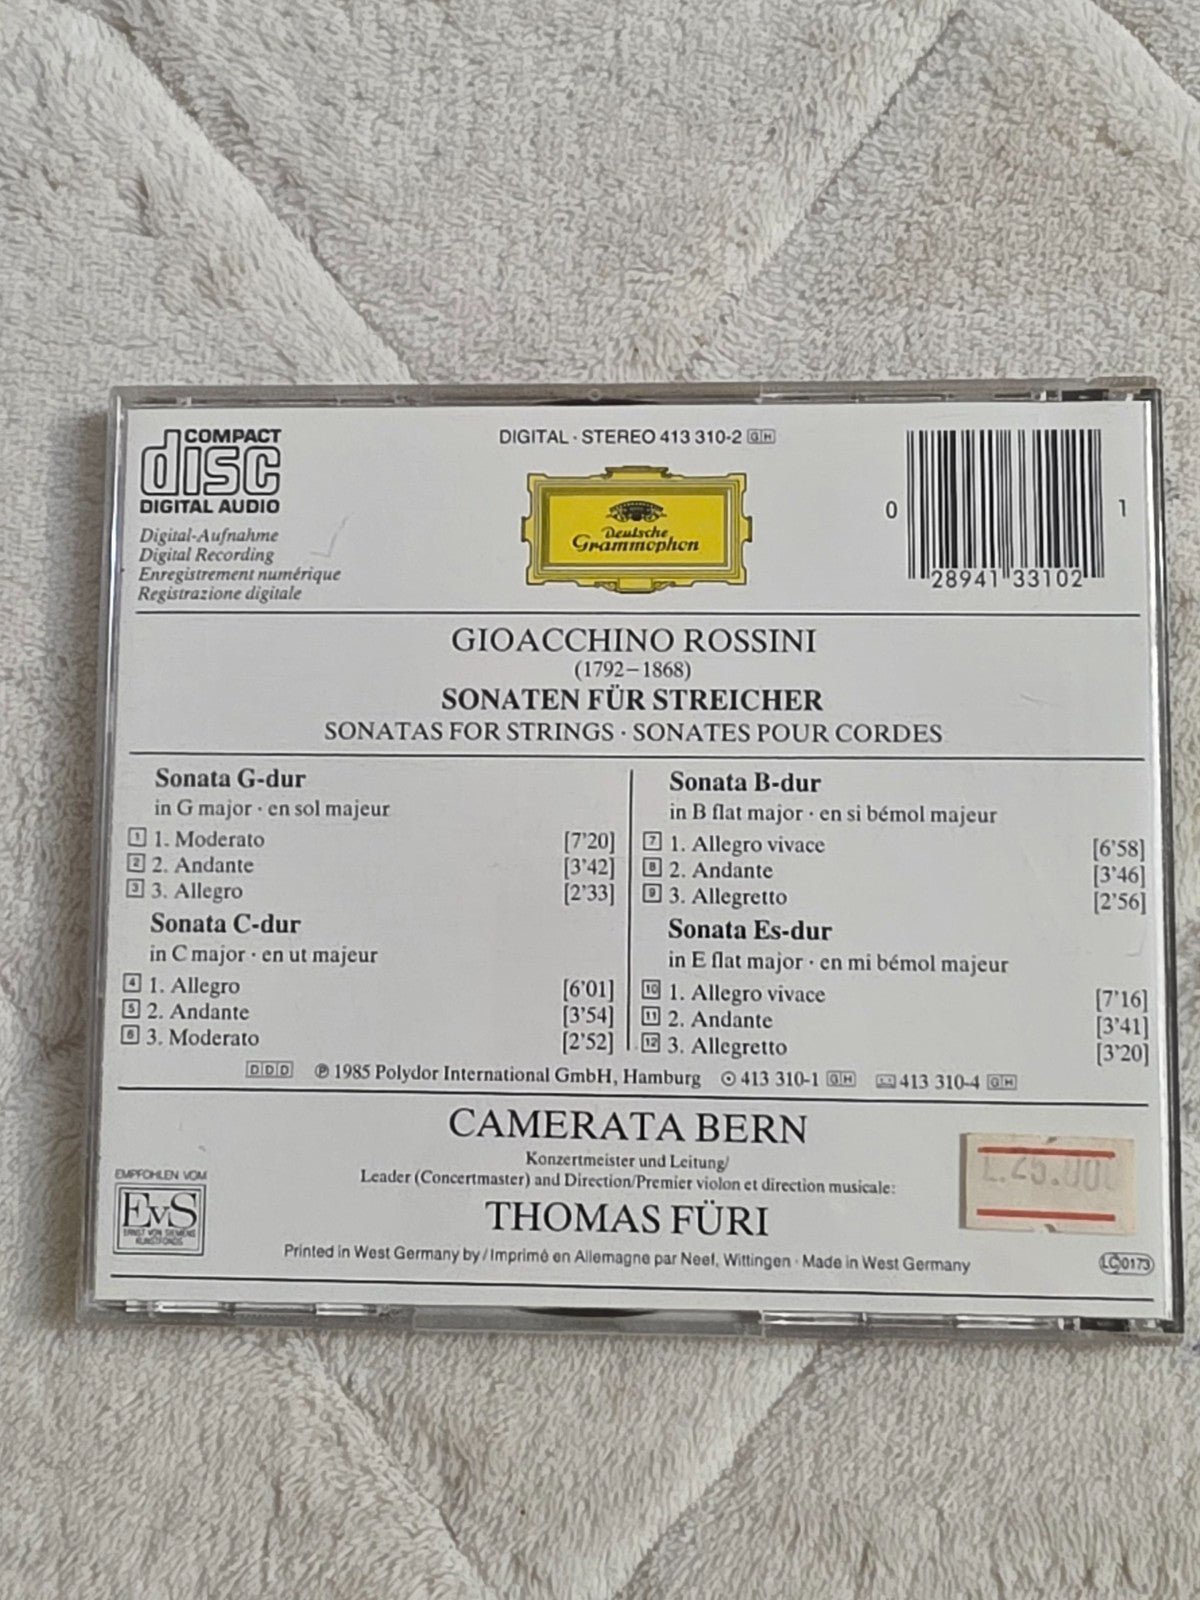 COMPACT
disc
DIGITAL AUDIO
Digital-Aufnahme
Digital Recording
Enregistrement numérique
Registrazione digitale
DIGITAL · STEREO 413 310-2 GH
Deutsche
Grammophon
0 28941 33102 1
GIOACCHINO ROSSINI
(1792–1868)
SONATEN FÜR STREICHER
SONATAS FOR STRINGS · SONATES POUR CORDES
Sonata G-dur
in G major · en sol majeur
1 1. Moderato [7'20]
2 2. Andante [3'42]
3 3. Allegro [2'33]
Sonata C-dur
in C major · en ut majeur
4 1. Allegro [6'01]
5 2. Andante [3'54]
6 3. Moderato [2'52]
Sonata B-dur
in B flat major · en si bémol majeur
7 1. Allegro vivace [6'58]
8 2. Andante [3'46]
9 3. Allegretto [2'56]
Sonata Es-dur
in E flat major · en mi bémol majeur
10 1. Allegro vivace [7'16]
11 2. Andante [3'41]
12 3. Allegretto [3'20]
DDD ℗ 1985 Polydor International GmbH, Hamburg 413 310-1 GH 413 310-4 GH
CAMERATA BERN
Konzertmeister und Leitung/
Leader (Concertmaster) and Direction/Premier violon et direction musicale:
THOMAS FÜRI
Printed in West Germany by / Imprimé en Allemagne par Neef, Wittingen · Made in West Germany
EMPFOHLEN VOM
EvS
ERNST VON SIEMENS
KUNSTFONDS
L.25.000
LC 0173